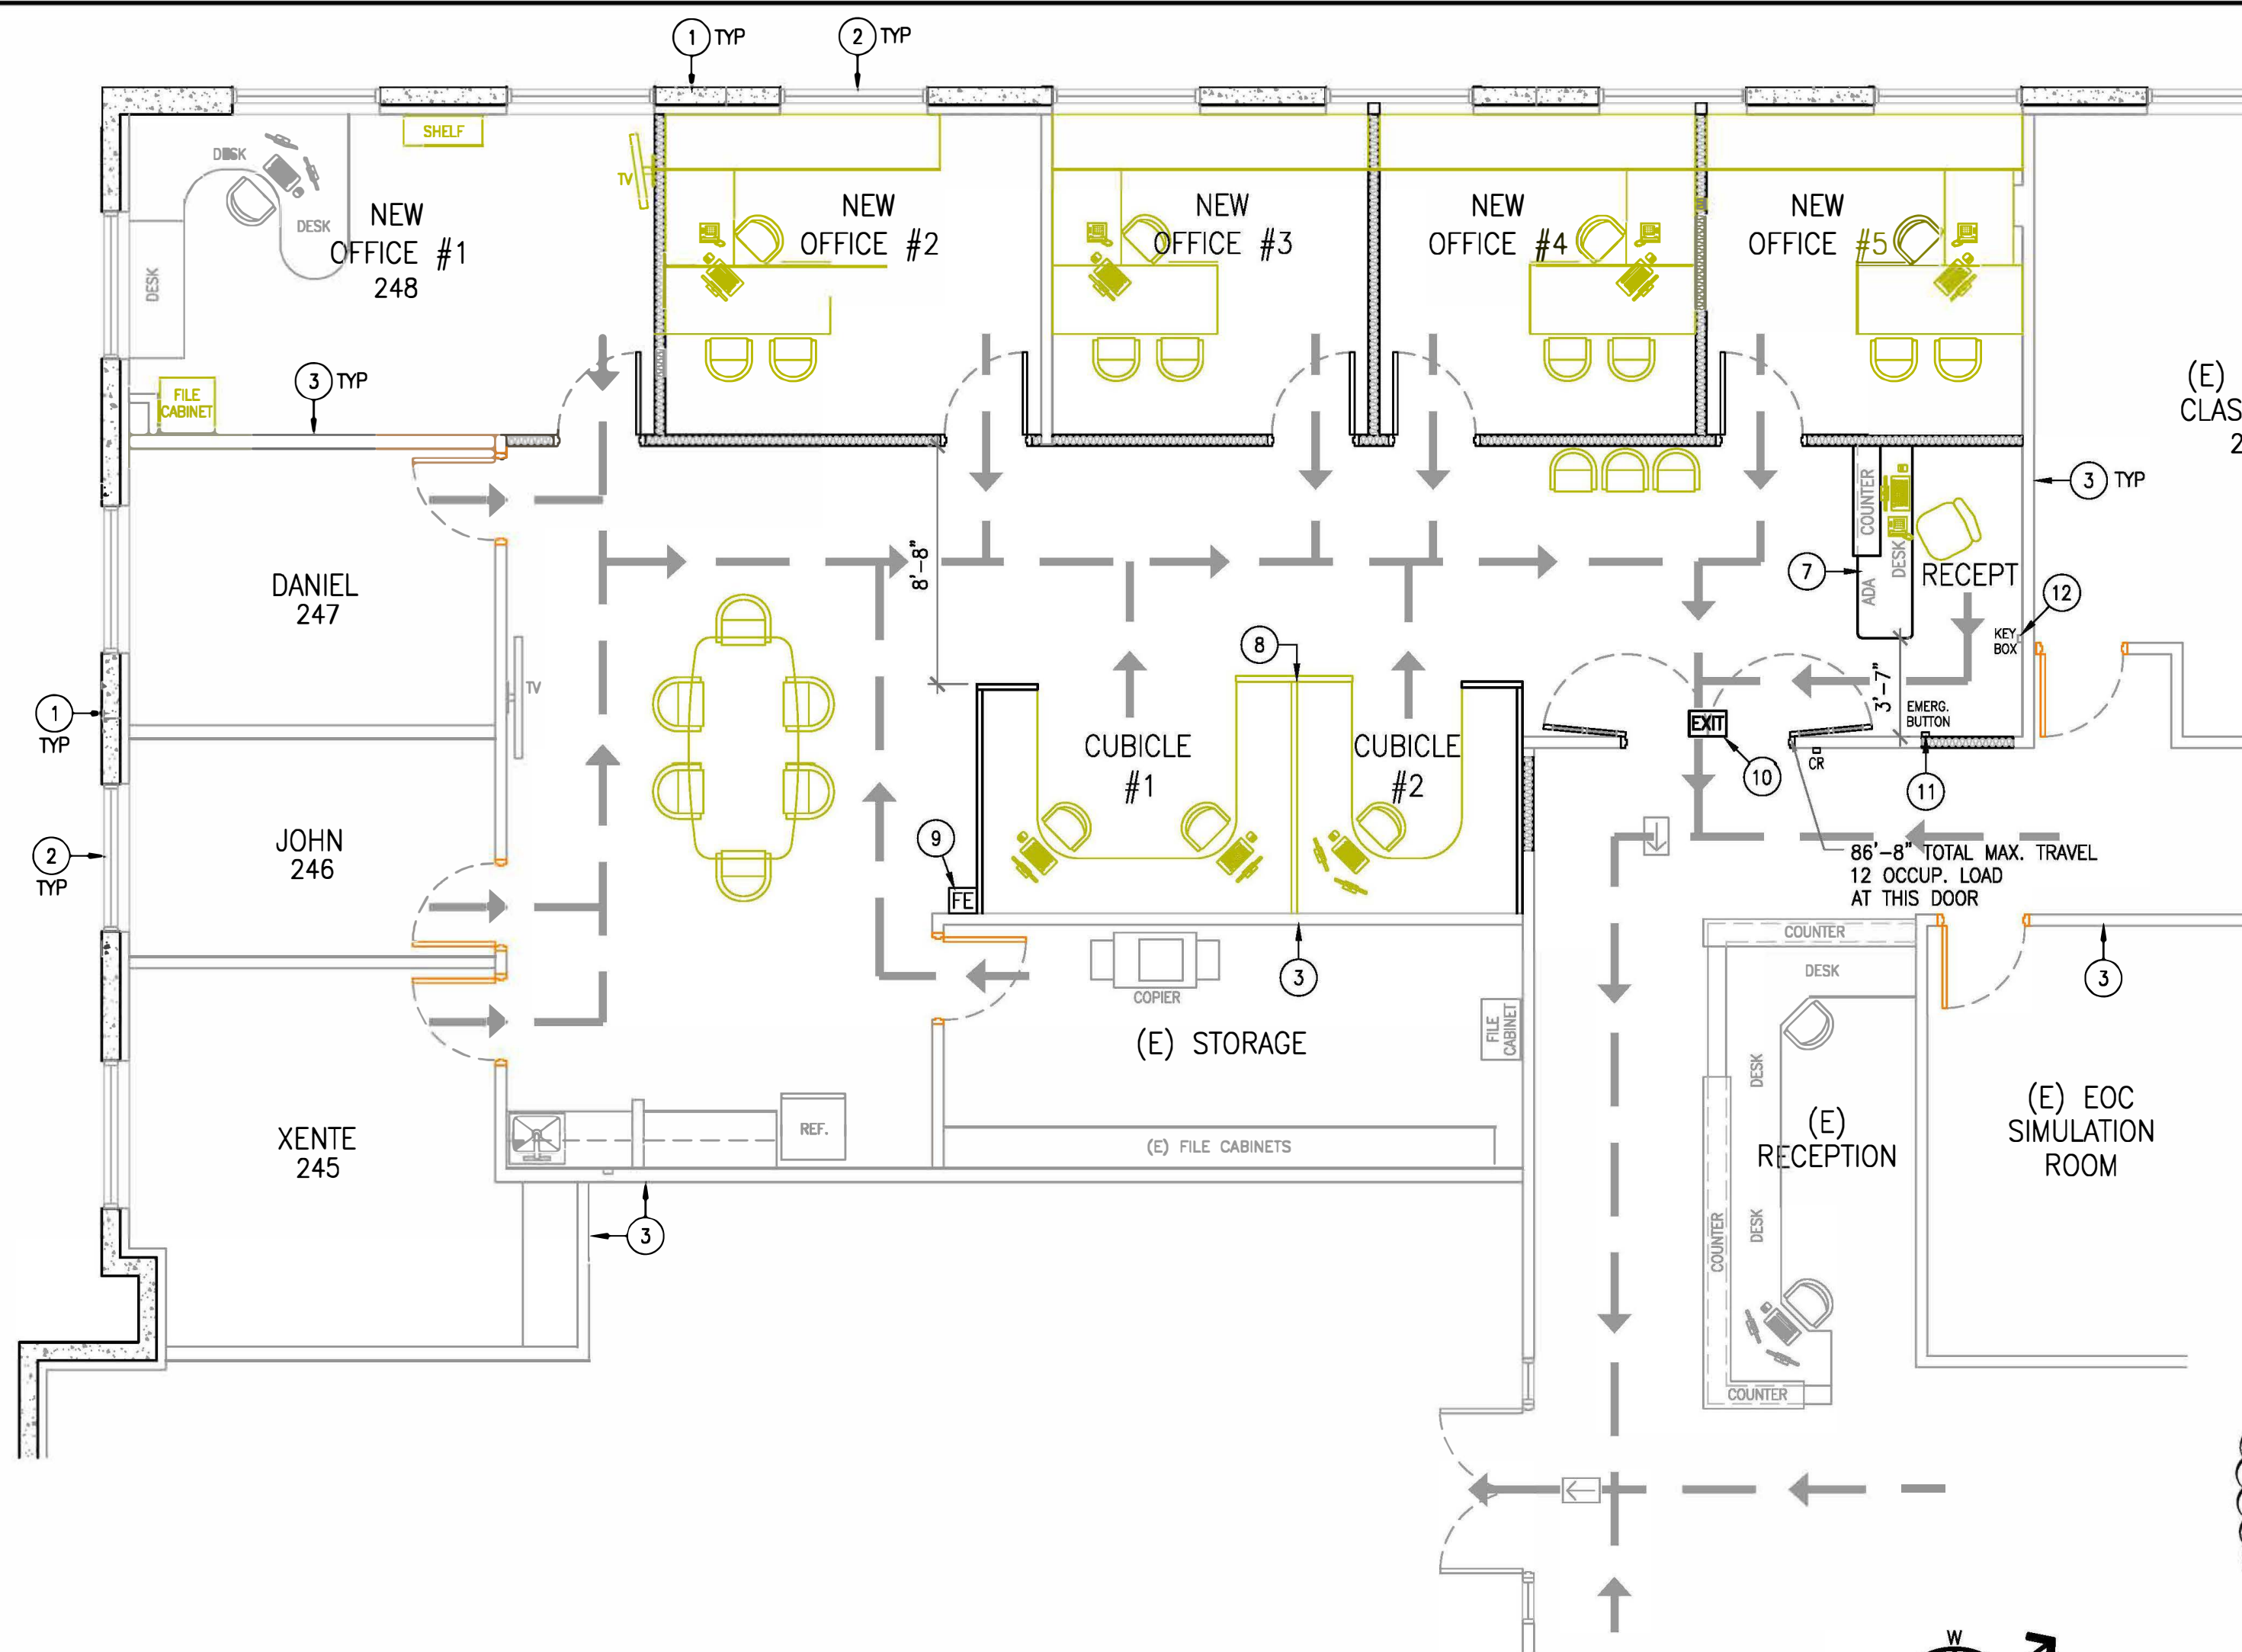 1 TYP
2 TYP
SHELF
DESK
DESK
DESK
TV
NEW
OFFICE #1
248
NEW
OFFICE #2
NEW
OFFICE #3
NEW
OFFICE #4
NEW
OFFICE #5
3 TYP
FILE
CABINET
(E)
CLAS
2
3 TYP
COUNTER
DESK
ADA
RECEPT
7
12
KEY
BOX
8'-8"
DANIEL
247
TV
8
3'-7"
EMERG.
BUTTON
EXIT
10
CR
11
1
TYP
CUBICLE
#1
CUBICLE
#2
JOHN
246
2
TYP
9
FE
86'-8" TOTAL MAX. TRAVEL
12 OCCUP. LOAD
AT THIS DOOR
3
COPIER
(E) STORAGE
FILE
CABINET
COUNTER
DESK
3
DESK
XENTE
245
REF.
(E) FILE CABINETS
(E)
RECEPTION
(E) EOC
SIMULATION
ROOM
3
COUNTER
DESK
COUNTER
W